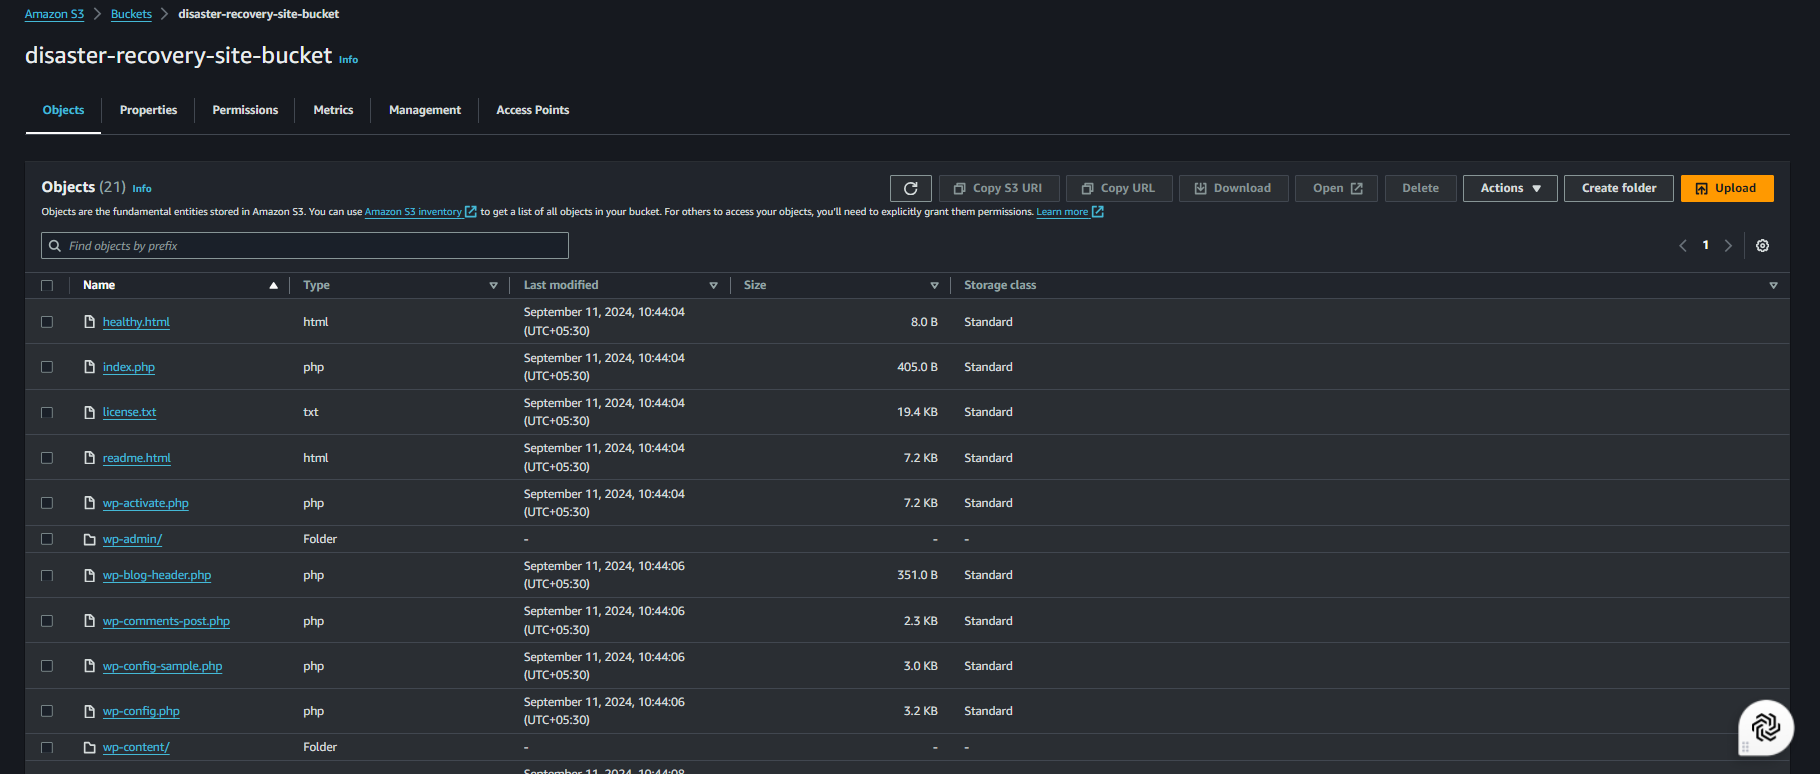 Amazon S3 > Buckets > disaster-recovery-site-bucket
disaster-recovery-site-bucket Info
Objects Properties Permissions Metrics Management Access Points
Objects (21) Info
Copy S3 URI Copy URL Download Open Delete Actions Create folder Upload
Objects are the fundamental entities stored in Amazon S3. You can use Amazon S3 inventory to get a list of all objects in your bucket. For others to access your objects, you'll need to explicitly grant them permissions. Learn more
Find objects by prefix
1
Name Type Last modified Size Storage class
healthy.html html September 11, 2024, 10:44:04 (UTC+05:30) 8.0 B Standard
index.php php September 11, 2024, 10:44:04 (UTC+05:30) 405.0 B Standard
license.txt txt September 11, 2024, 10:44:04 (UTC+05:30) 19.4 KB Standard
readme.html html September 11, 2024, 10:44:04 (UTC+05:30) 7.2 KB Standard
wp-activate.php php September 11, 2024, 10:44:04 (UTC+05:30) 7.2 KB Standard
wp-admin/ Folder - - -
wp-blog-header.php php September 11, 2024, 10:44:06 (UTC+05:30) 351.0 B Standard
wp-comments-post.php php September 11, 2024, 10:44:06 (UTC+05:30) 2.3 KB Standard
wp-config-sample.php php September 11, 2024, 10:44:06 (UTC+05:30) 3.0 KB Standard
wp-config.php php September 11, 2024, 10:44:06 (UTC+05:30) 3.2 KB Standard
wp-content/ Folder - - -
September 11, 2024, 10:44:08